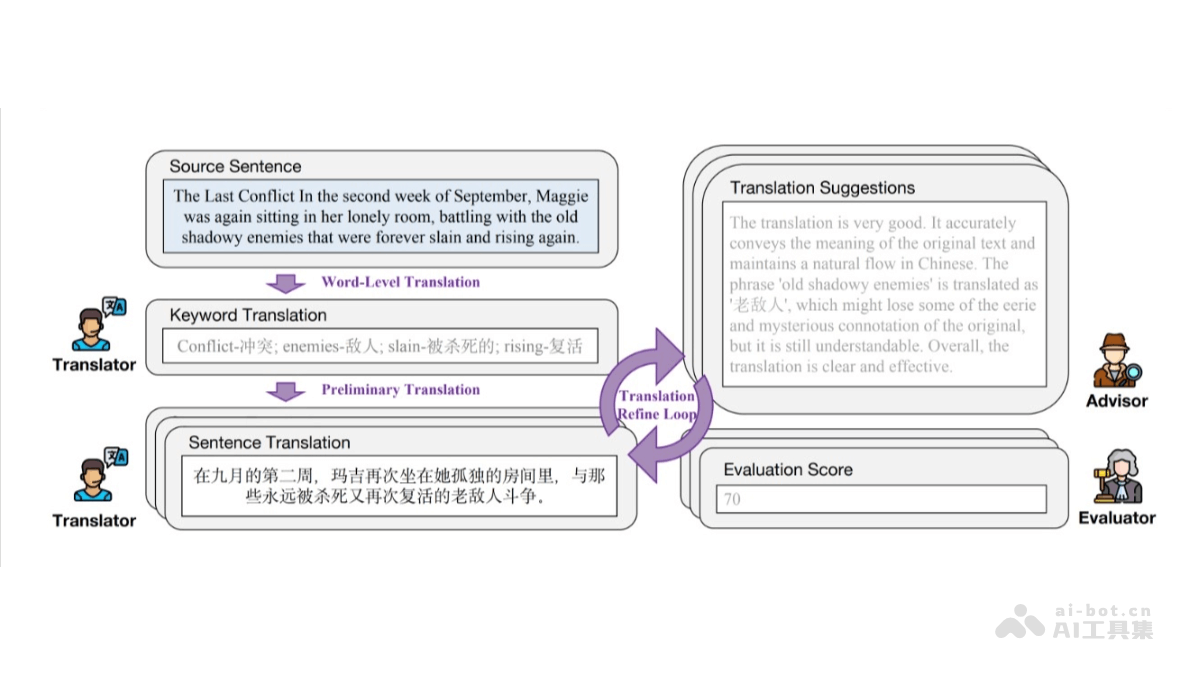 Source Sentence
The Last Conflict In the second week of September, Maggie
was again sitting in her lonely room, battling with the old
shadowy enemies that were forever slain and rising again.
Word-Level Translation
Translator
Keyword Translation
Conflict-冲突; enemies-敌人; slain-被杀死的; rising-复活
Preliminary Translation
Translator
Sentence Translation
在九月的第二周，玛吉再次坐在她孤独的房间里，与那
些永远被杀死又再次复活的老敌人斗争。
Translation
Refine Loop
Translation Suggestions
The translation is very good. It accurately
conveys the meaning of the original text and
maintains a natural flow in Chinese. The
phrase 'old shadowy enemies' is translated as
'老敌人', which might lose some of the eerie
and mysterious connotation of the original,
but it is still understandable. Overall, the
translation is clear and effective.
Advisor
Evaluation Score
70
Evaluator
ai-bot.cn
AI工具集